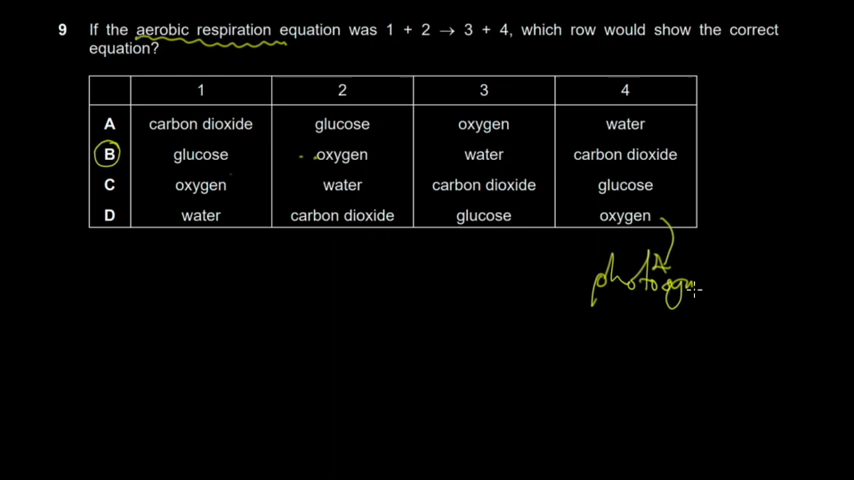 9 If the aerobic respiration equation was 1 + 2 → 3 + 4, which row would show the correct
equation?
1 2 3 4
A carbon dioxide glucose oxygen water
B glucose oxygen water carbon dioxide
C oxygen water carbon dioxide glucose
D water carbon dioxide glucose oxygen